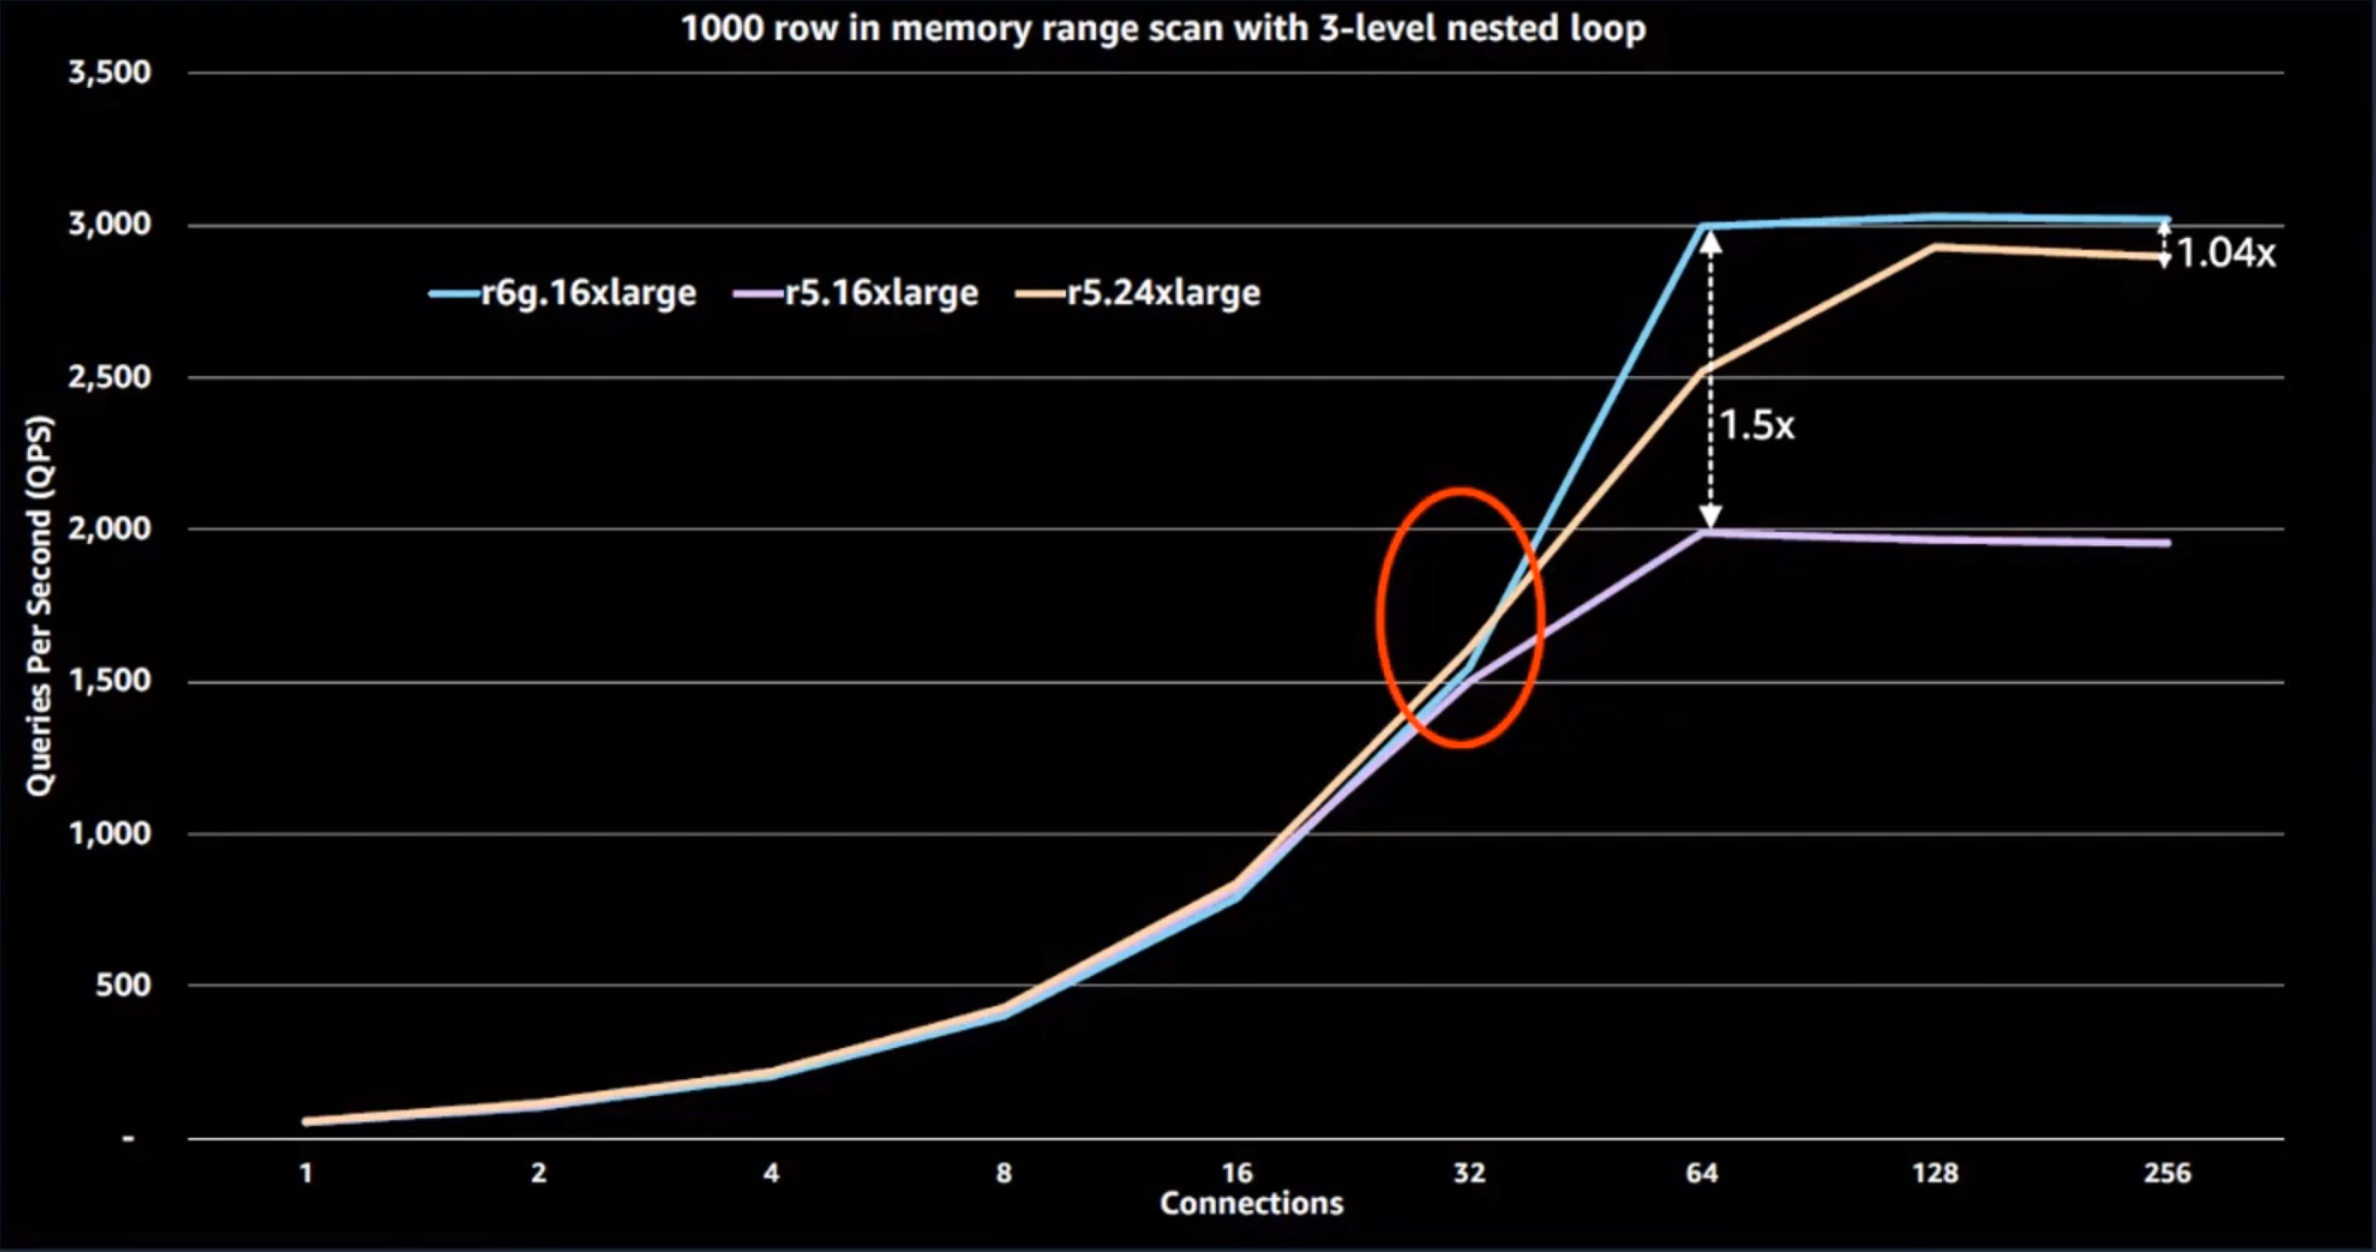 1000 row in memory range scan with 3-level nested loop
3,500
3,000
2,500
2,000
1,500
1,000
500
-
Queries Per Second (QPS)
r6g.16xlarge r5.16xlarge r5.24xlarge
1.04x
1.5x
1 2 4 8 16 32 64 128 256
Connections